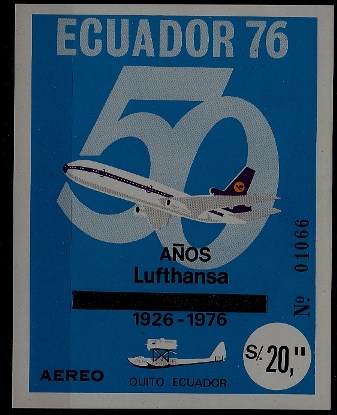 ECUADOR 76
50
AÑOS
Lufthansa
1926-1976
Nº 01066
S/. 20,"
AEREO
QUITO ECUADOR